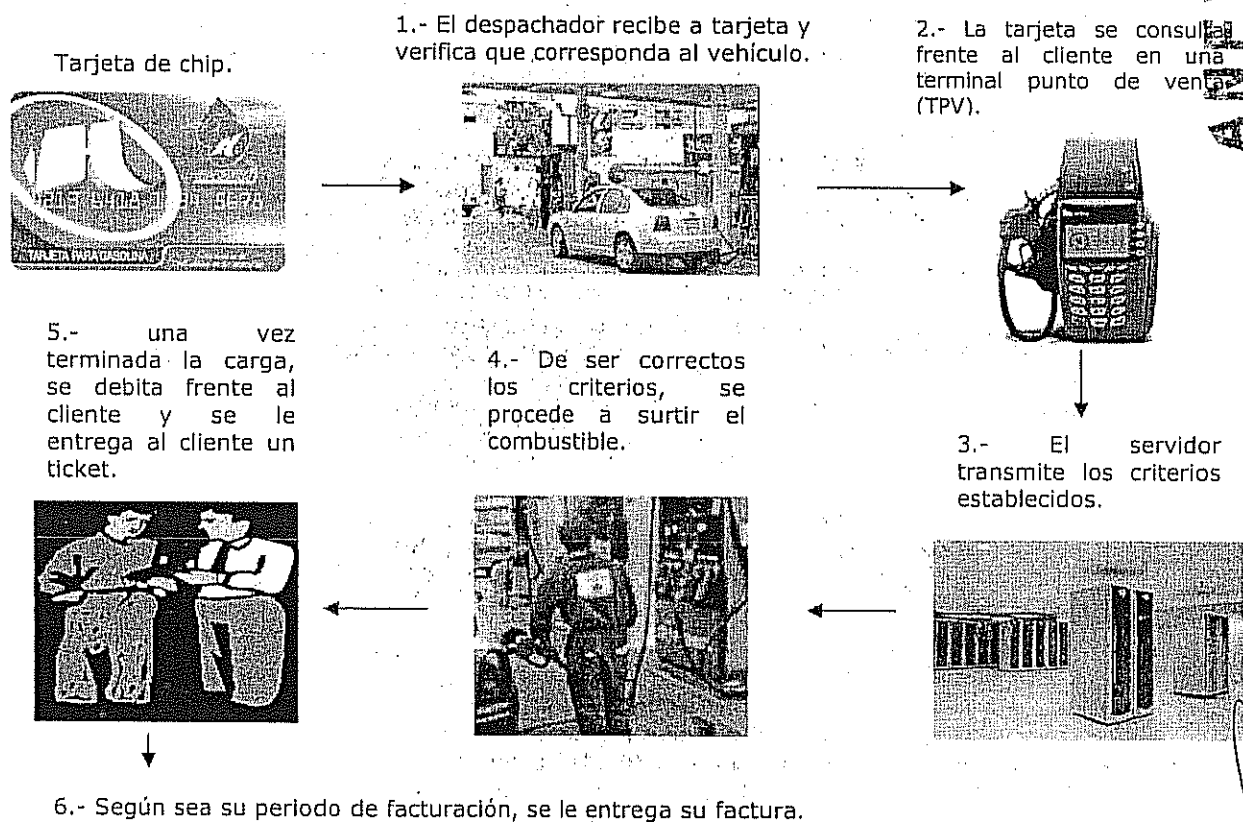 Tarjeta de chip.
TARJETA PARA GASOLINA
1.- El despachador recibe a tarjeta y
verifica que corresponda al vehículo.
2.- La tarjeta se consulta
frente al cliente en una
terminal punto de venta
(TPV).
3.- El servidor
transmite los criterios
establecidos.
4.- De ser correctos
los criterios, se
procede a surtir el
combustible.
5.- una vez
terminada la carga,
se debita frente al
cliente y se le
entrega al cliente un
ticket.
6.- Según sea su periodo de facturación, se le entrega su factura.